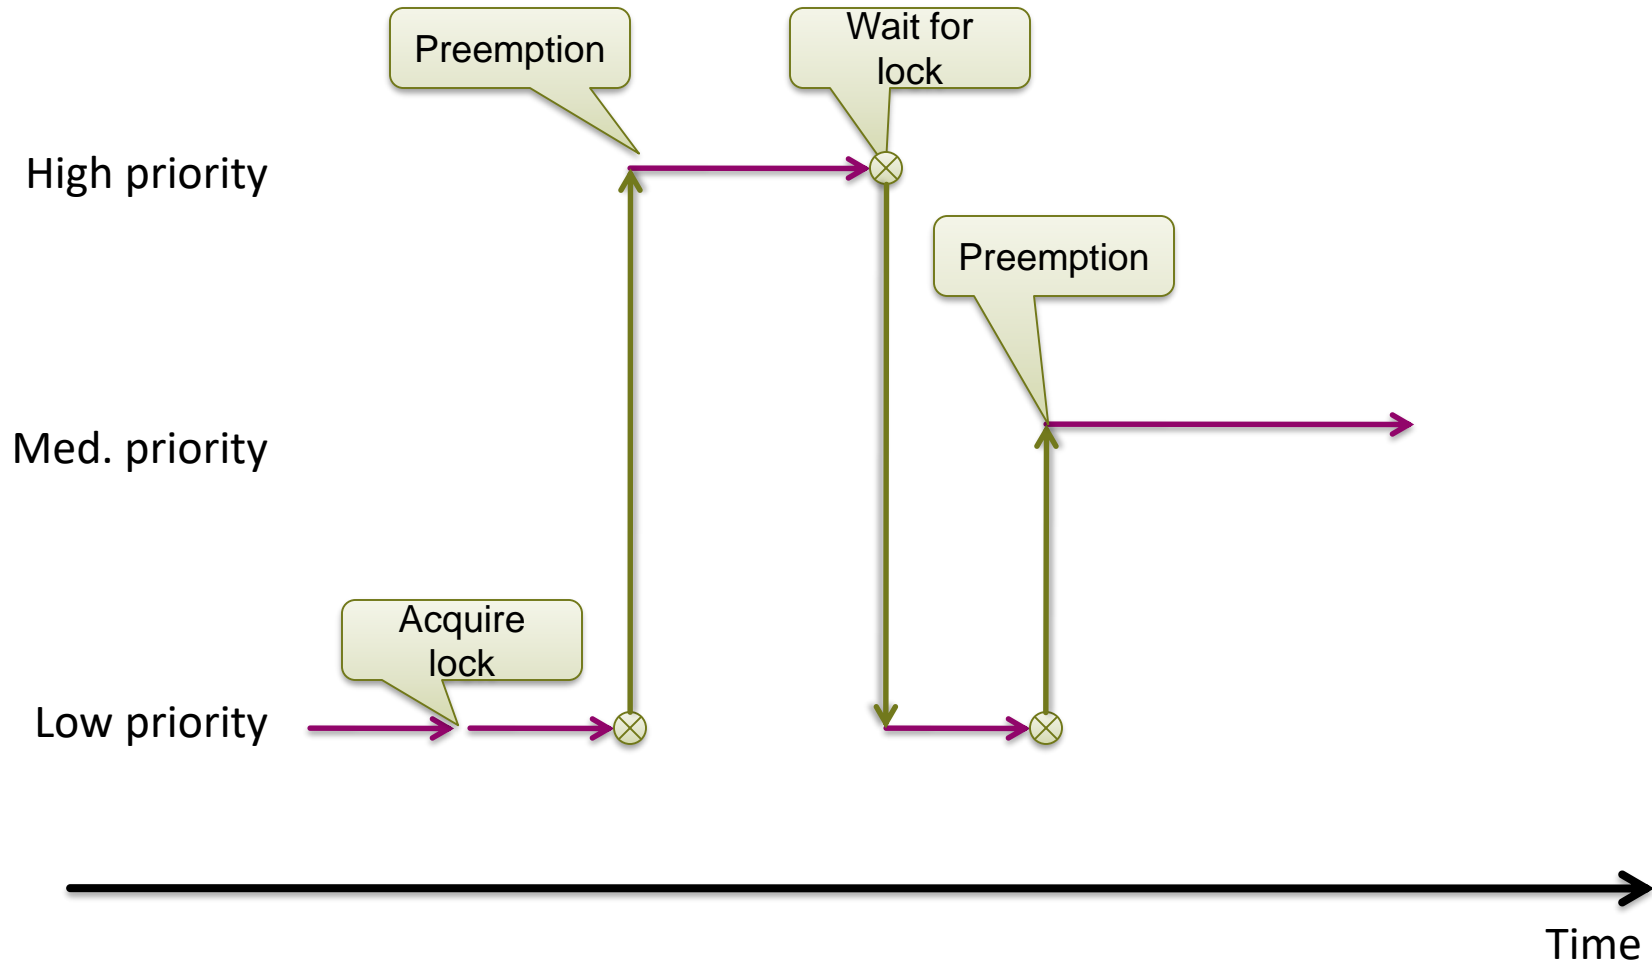 Preemption
Wait for
lock
High priority
Preemption
Med. priority
Acquire
lock
Low priority
Time